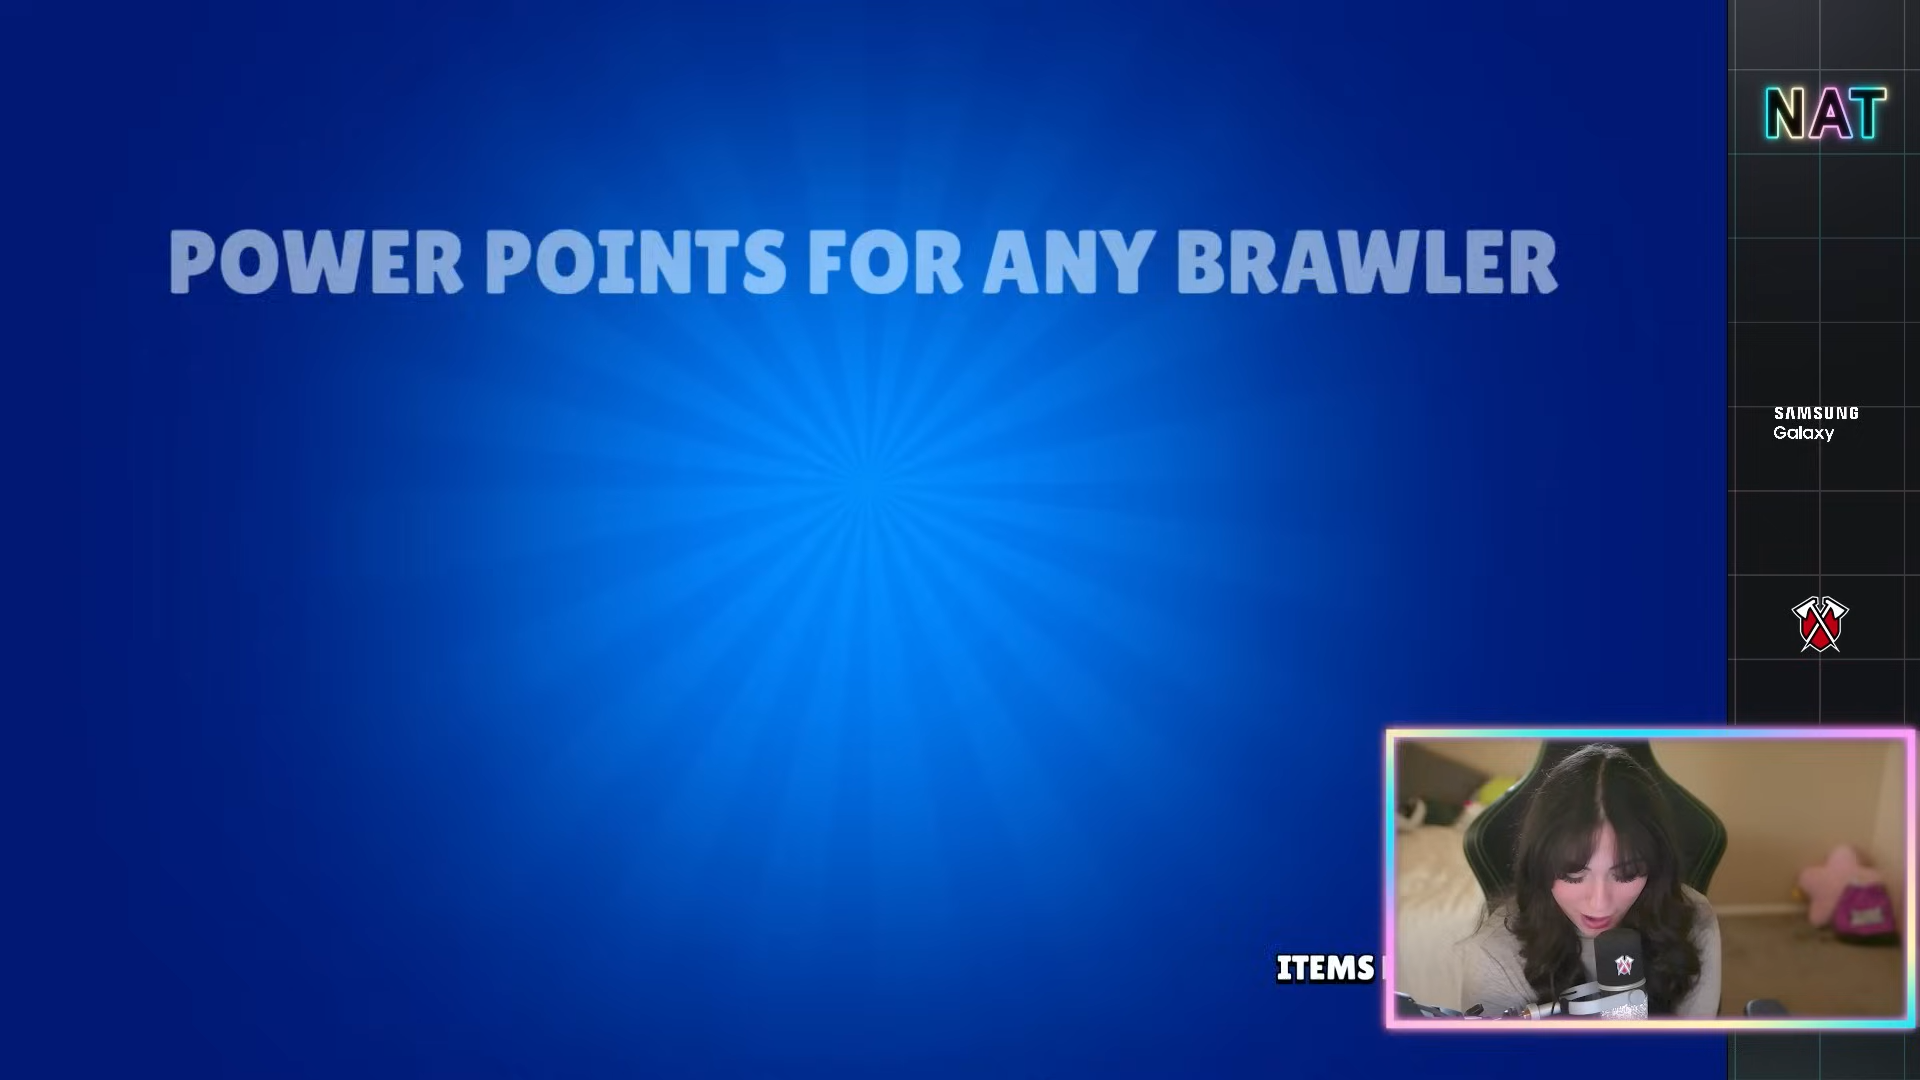 POWER POINTS FOR ANY BRAWLER
NAT
SAMSUNG
Galaxy
ITEMS